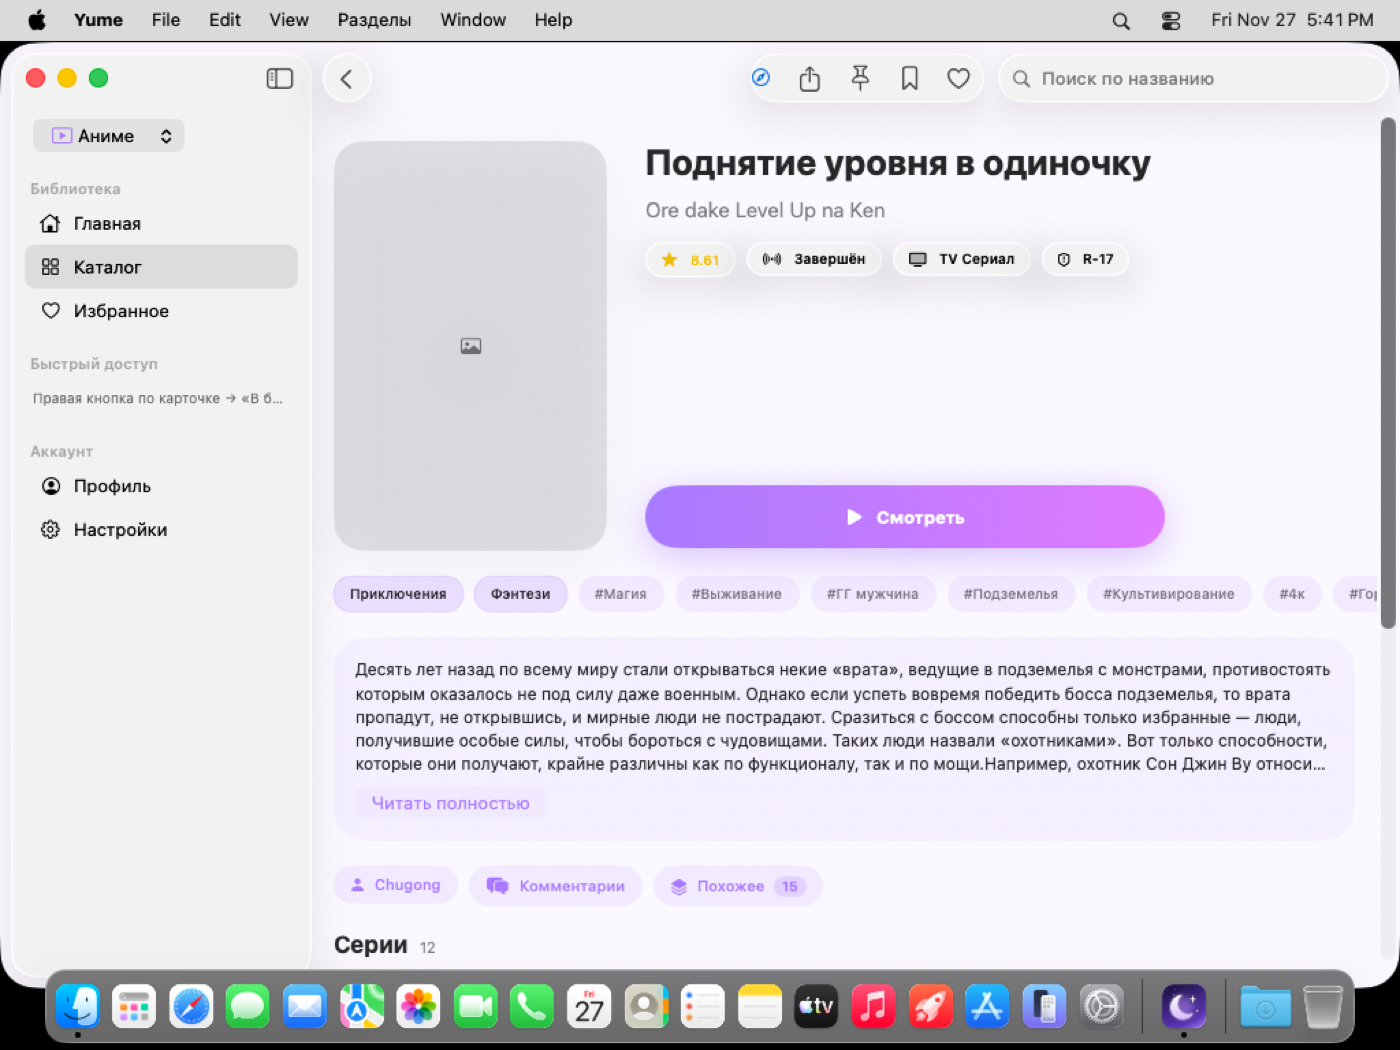 Yume File Edit View Разделы Window Help Fri Nov 27 5:41 PM
Поиск по названию
Аниме
Библиотека
Главная
Каталог
Избранное
Быстрый доступ
Правая кнопка по карточке → «В б...
Аккаунт
Профиль
Настройки
Поднятие уровня в одиночку
Ore dake Level Up na Ken
8.61 Завершён TV Сериал R-17
Смотреть
Приключения Фэнтези #Магия #Выживание #ГГ мужчина #Подземелья #Культивирование #4к #Гор
Десять лет назад по всему миру стали открываться некие «врата», ведущие в подземелья с монстрами, противостоять
которым оказалось не под силу даже военным. Однако если успеть вовремя победить босса подземелья, то врата
пропадут, не открывшись, и мирные люди не пострадают. Сразиться с боссом способны только избранные — люди,
получившие особые силы, чтобы бороться с чудовищами. Таких людей назвали «охотниками». Вот только способности,
которые они получают, крайне различны как по функционалу, так и по мощи.Например, охотник Сон Джин Ву относи...
Читать полностью
Chugong Комментарии Похожее 15
Серии 12
Fri
27
tv